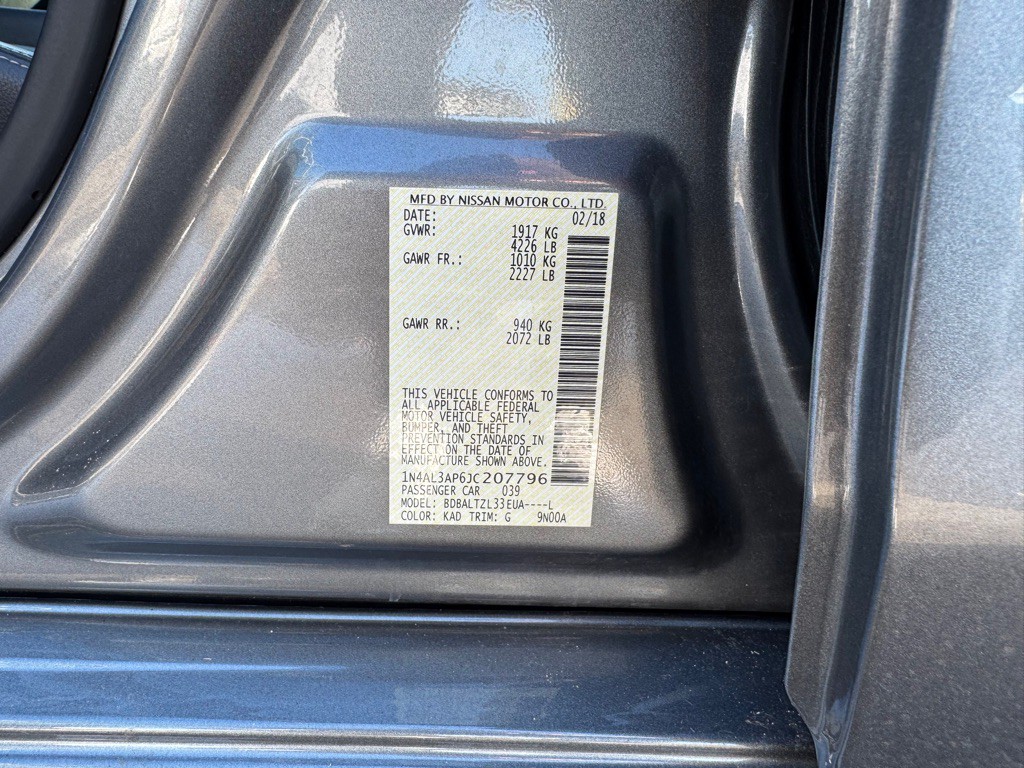 MFD BY NISSAN MOTOR CO., LTD.
DATE: 02/18
GVWR: 1917 KG
4226 LB
GAWR FR.: 1010 KG
2227 LB
GAWR RR.: 940 KG
2072 LB
THIS VEHICLE CONFORMS TO
ALL APPLICABLE FEDERAL
MOTOR VEHICLE SAFETY,
BUMPER, AND THEFT
PREVENTION STANDARDS IN
EFFECT ON THE DATE OF
MANUFACTURE SHOWN ABOVE.
1N4AL3AP6JC207796
PASSENGER CAR 039
MODEL: BDBALTZL33EUA----L
COLOR: KAD TRIM: G 9N00A